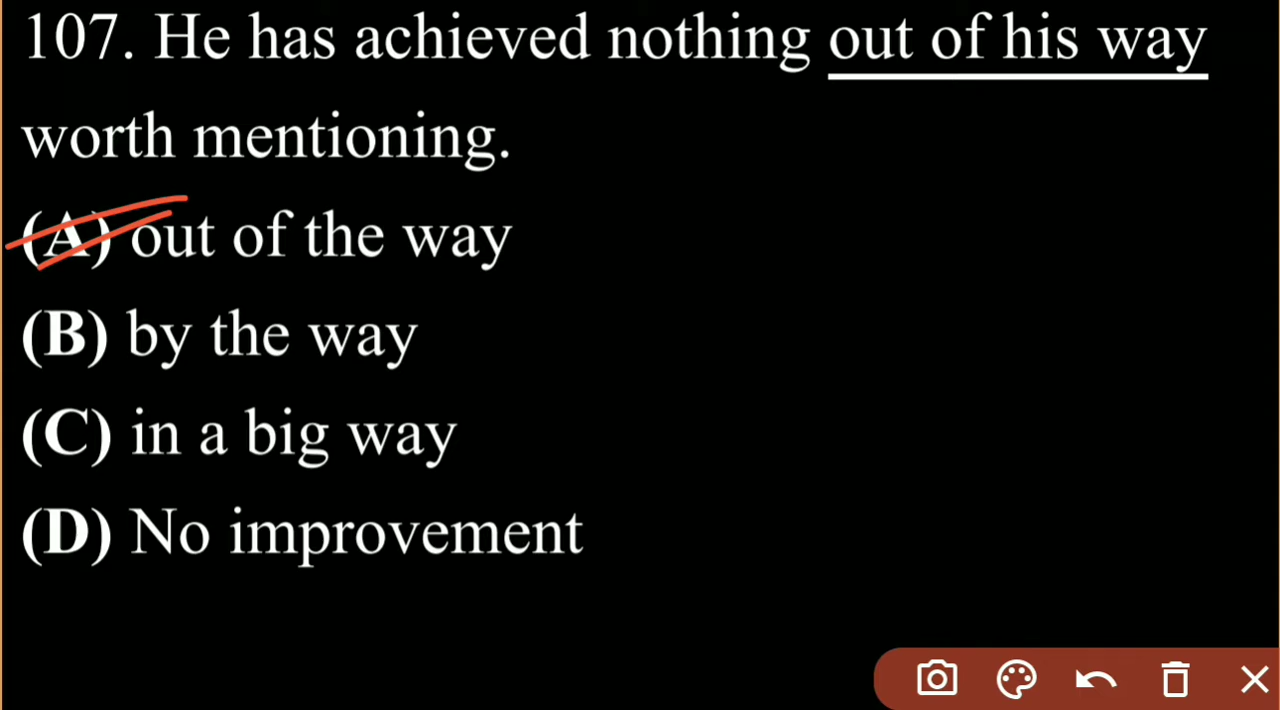 107. He has achieved nothing out of his way
worth mentioning.
(A) out of the way
(B) by the way
(C) in a big way
(D) No improvement